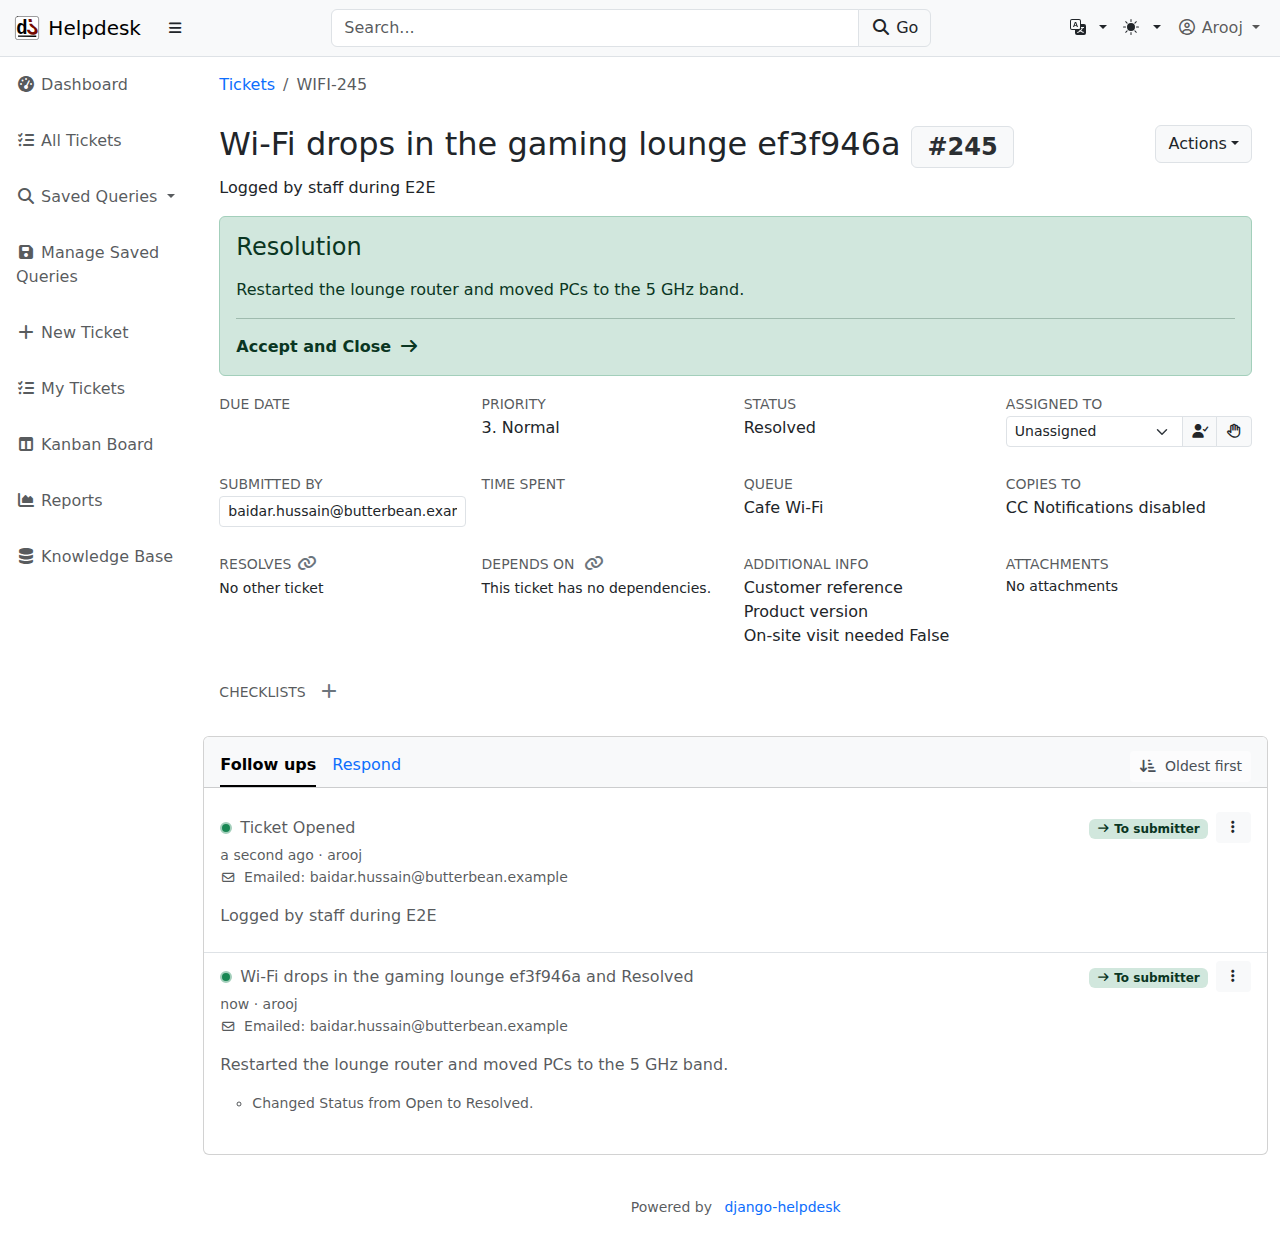 Helpdesk
Search...
Go
Arooj
Dashboard
All Tickets
Saved Queries
Manage Saved
Queries
New Ticket
My Tickets
Kanban Board
Reports
Knowledge Base
Tickets / WIFI-245
Wi-Fi drops in the gaming lounge ef3f946a #245
Actions
Logged by staff during E2E
Resolution
Restarted the lounge router and moved PCs to the 5 GHz band.
Accept and Close
DUE DATE
PRIORITY
3. Normal
STATUS
Resolved
ASSIGNED TO
Unassigned
SUBMITTED BY
baidar.hussain@butterbean.exar
TIME SPENT
QUEUE
Cafe Wi-Fi
COPIES TO
CC Notifications disabled
RESOLVES
No other ticket
DEPENDS ON
This ticket has no dependencies.
ADDITIONAL INFO
Customer reference
Product version
On-site visit needed False
ATTACHMENTS
No attachments
CHECKLISTS
Follow ups
Respond
Oldest first
Ticket Opened
To submitter
a second ago · arooj
Emailed: baidar.hussain@butterbean.example
Logged by staff during E2E
Wi-Fi drops in the gaming lounge ef3f946a and Resolved
To submitter
now · arooj
Emailed: baidar.hussain@butterbean.example
Restarted the lounge router and moved PCs to the 5 GHz band.
Changed Status from Open to Resolved.
Powered by django-helpdesk